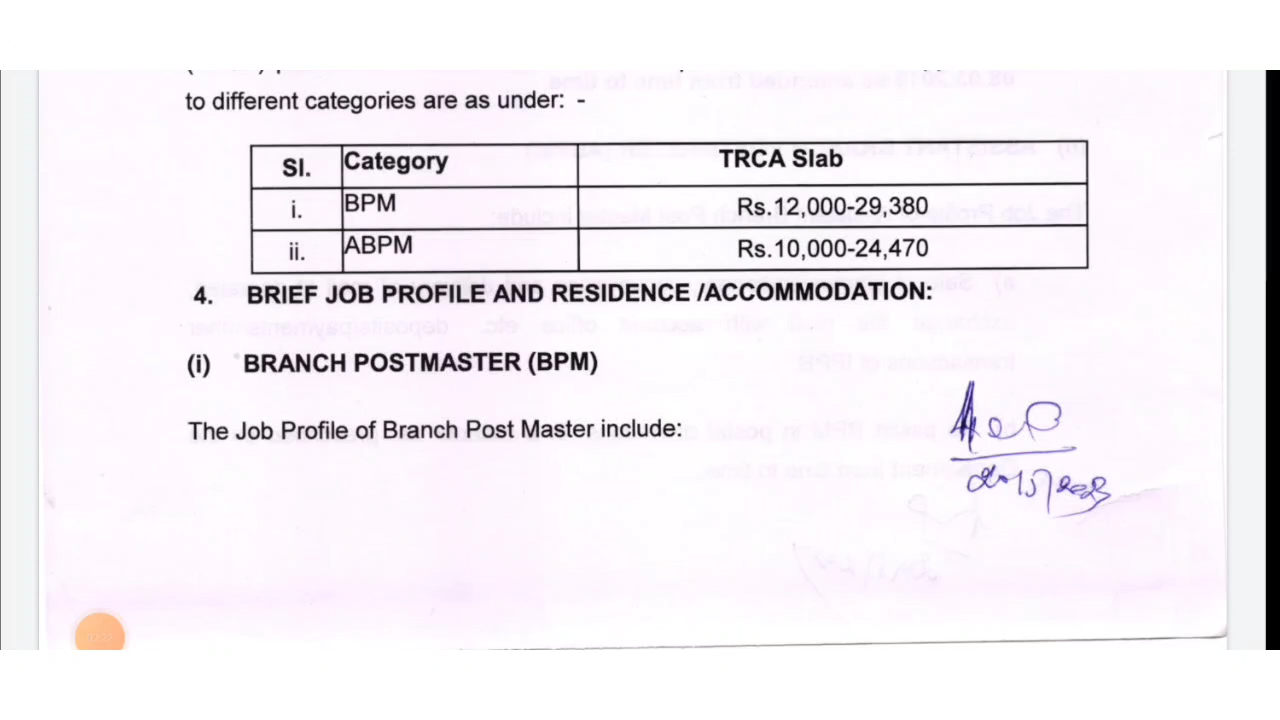 to different categories are as under: -
Sl. Category TRCA Slab
i. BPM Rs.12,000-29,380
ii. ABPM Rs.10,000-24,470
4. BRIEF JOB PROFILE AND RESIDENCE /ACCOMMODATION:
(i) BRANCH POSTMASTER (BPM)
The Job Profile of Branch Post Master include: